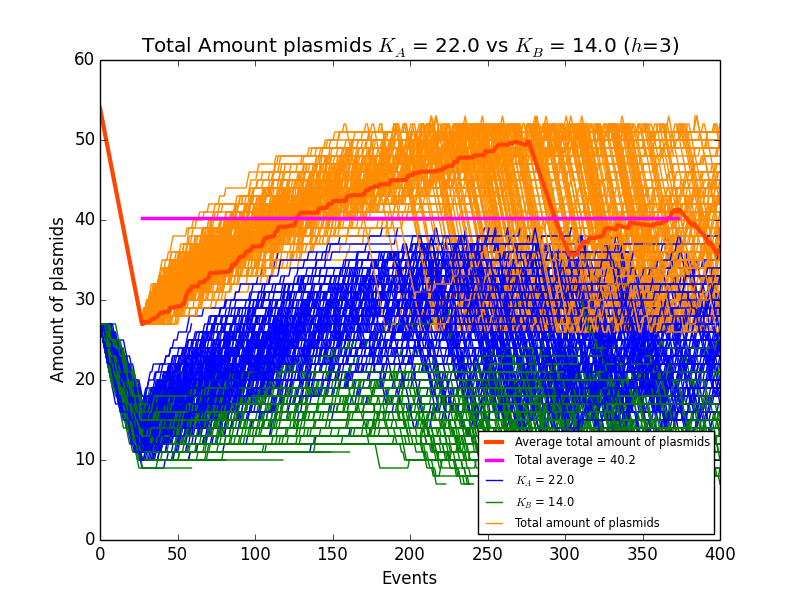 Total Amount plasmids K_A = 22.0 vs K_B = 14.0 (h=3)
60
50
40
30
20
10
0
Amount of plasmids
0 50 100 150 200 250 300 350 400
Events
Average total amount of plasmids
Total average = 40.2
K_A = 22.0
K_B = 14.0
Total amount of plasmids